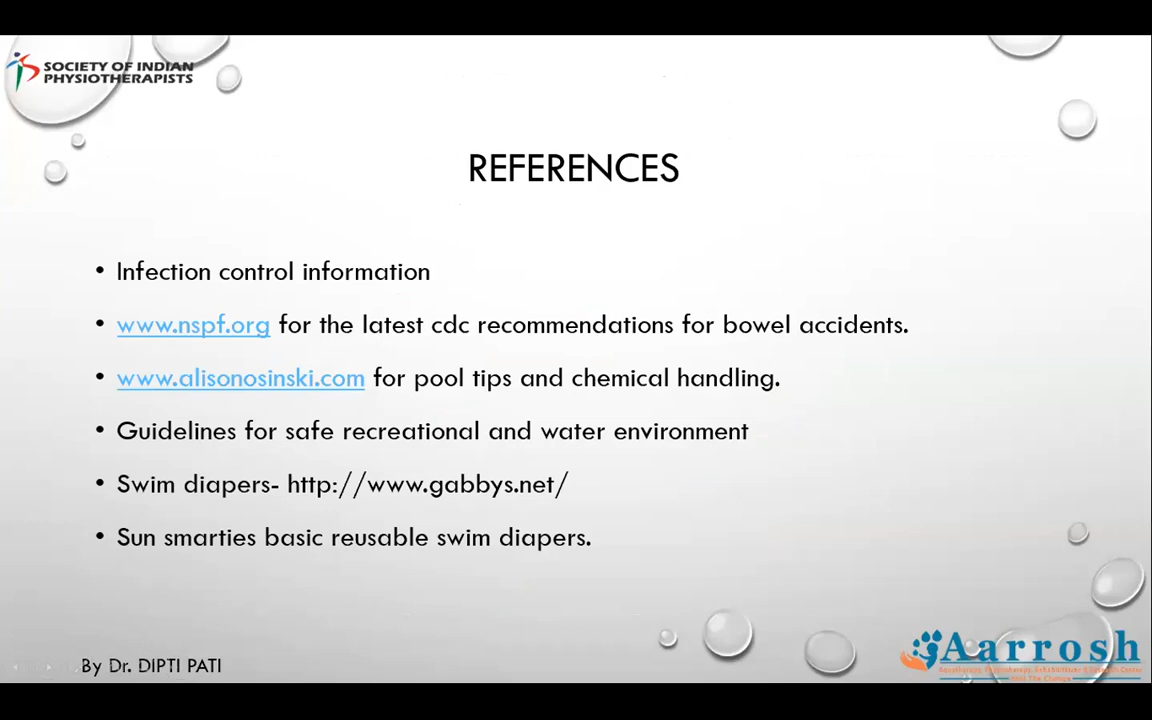 SOCIETY OF INDIAN
PHYSIOTHERAPISTS
REFERENCES
• Infection control information
• www.nspf.org for the latest cdc recommendations for bowel accidents.
• www.alisonosinski.com for pool tips and chemical handling.
• Guidelines for safe recreational and water environment
• Swim diapers- http://www.gabbys.net/
• Sun smarties basic reusable swim diapers.
By Dr. DIPTI PATI
Aarrosh